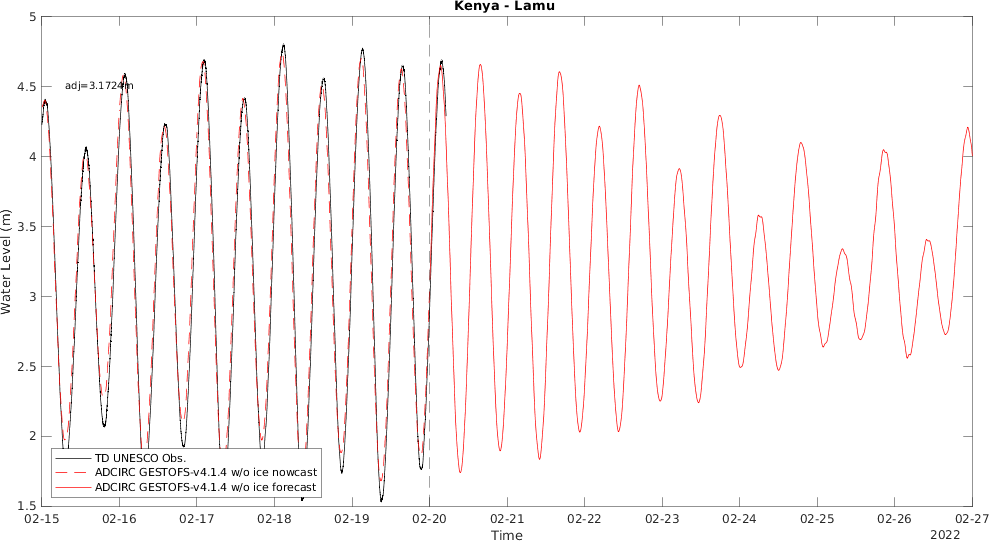 Kenya - Lamu
Water Level (m)
5
4.5
4
3.5
3
2.5
2
1.5
adj=3.1724m
TD UNESCO Obs.
ADCIRC GESTOFS-v4.1.4 w/o ice nowcast
ADCIRC GESTOFS-v4.1.4 w/o ice forecast
02-15 02-16 02-17 02-18 02-19 02-20 02-21 02-22 02-23 02-24 02-25 02-26 02-27
Time
2022